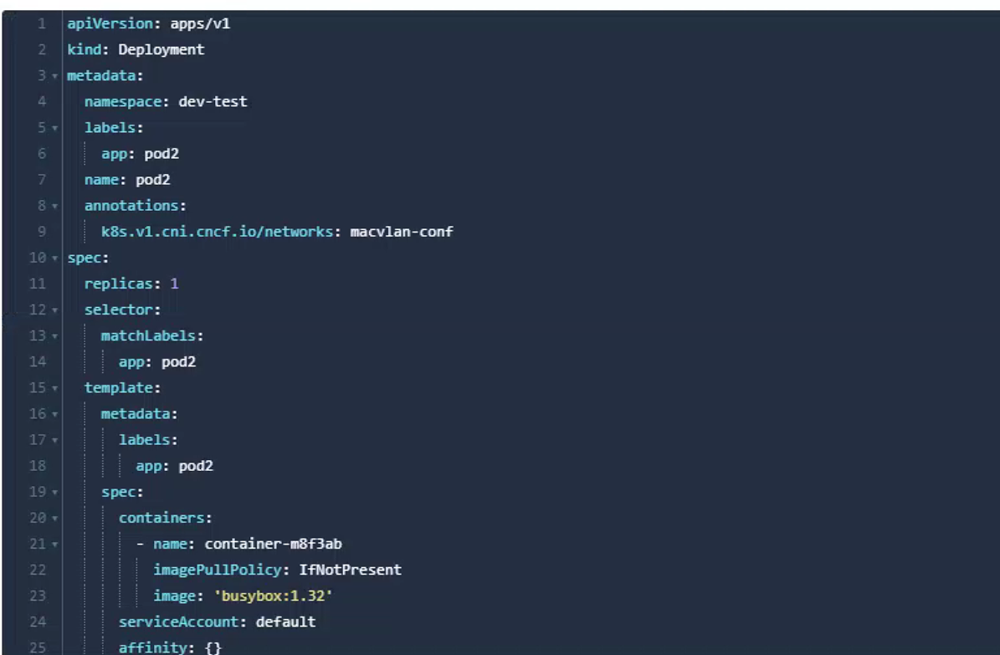 1 apiVersion: apps/v1
2 kind: Deployment
3 metadata:
4 namespace: dev-test
5 labels:
6 app: pod2
7 name: pod2
8 annotations:
9 k8s.v1.cni.cncf.io/networks: macvlan-conf
10 spec:
11 replicas: 1
12 selector:
13 matchLabels:
14 app: pod2
15 template:
16 metadata:
17 labels:
18 app: pod2
19 spec:
20 containers:
21 - name: container-m8f3ab
22 imagePullPolicy: IfNotPresent
23 image: 'busybox:1.32'
24 serviceAccount: default
25 affinity: {}